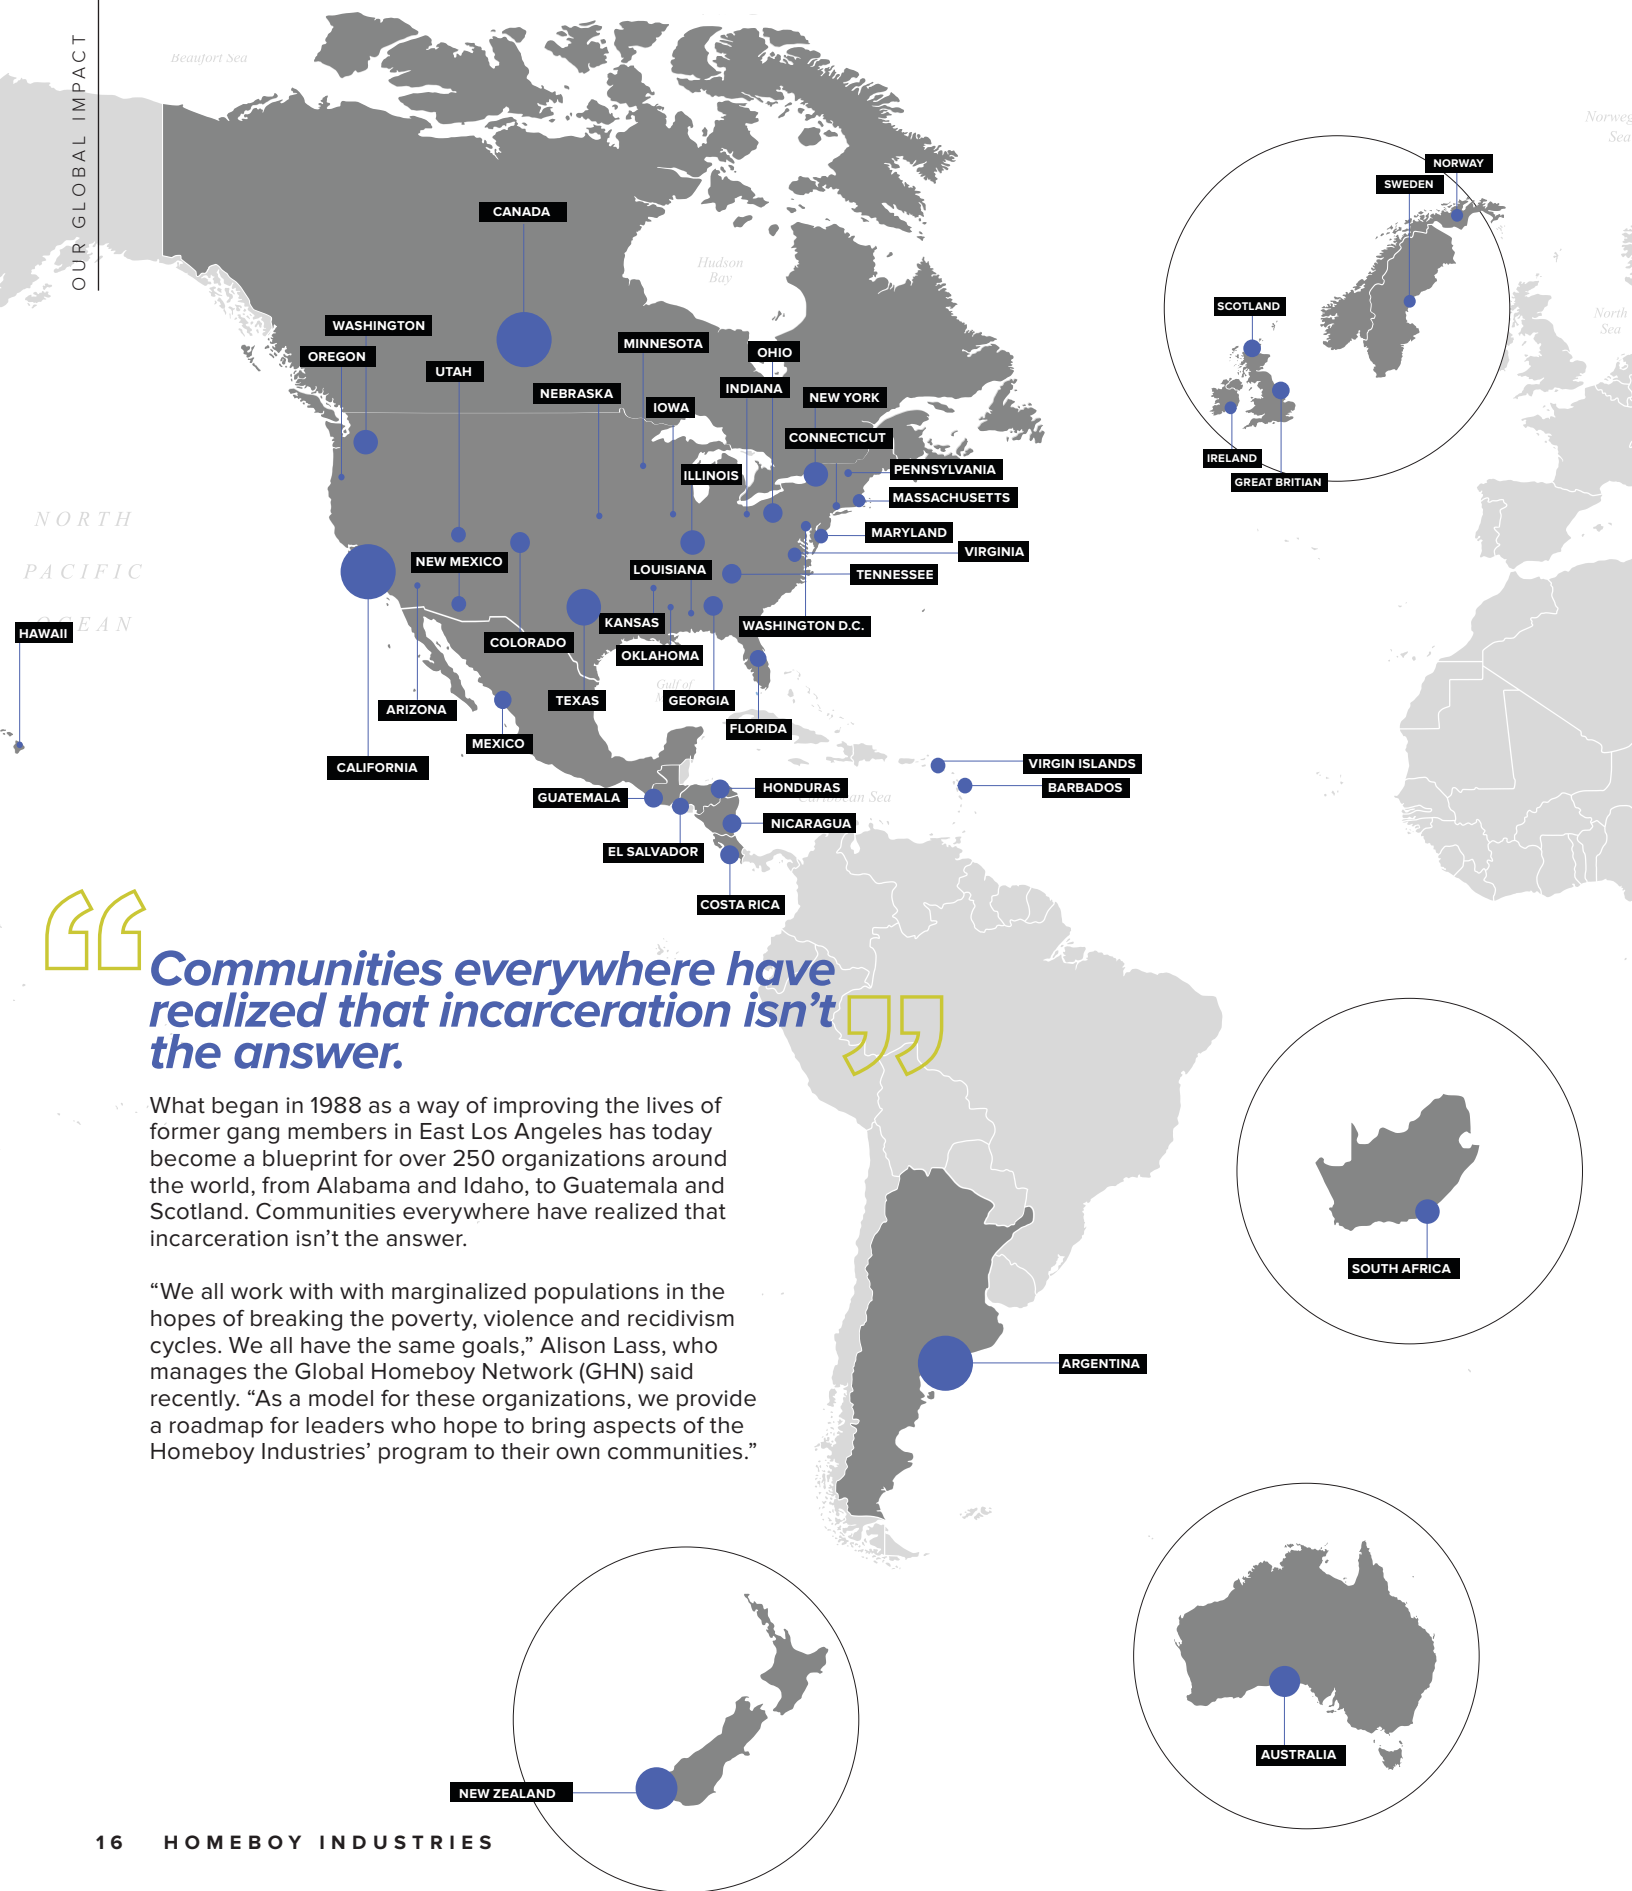 OUR GLOBAL IMPACT
Beaufort Sea
Norweg
Sea
NORWAY
SWEDEN
CANADA
Hudson
Bay
SCOTLAND
North
Sea
WASHINGTON
OREGON
MINNESOTA
OHIO
UTAH
INDIANA
NEBRASKA
NEW YORK
IOWA
CONNECTICUT
IRELAND
PENNSYLVANIA
ILLINOIS
GREAT BRITIAN
MASSACHUSETTS
NORTH
PACIFIC
OCEAN
MARYLAND
VIRGINIA
NEW MEXICO
LOUISIANA
TENNESSEE
KANSAS
WASHINGTON D.C.
HAWAII
COLORADO
OKLAHOMA
Gulf of
TEXAS
GEORGIA
ARIZONA
FLORIDA
MEXICO
CALIFORNIA
VIRGIN ISLANDS
HONDURAS
BARBADOS
GUATEMALA
Caribbean Sea
NICARAGUA
EL SALVADOR
COSTA RICA
“Communities everywhere have
realized that incarceration isn’t
the answer.”
What began in 1988 as a way of improving the lives of
former gang members in East Los Angeles has today
become a blueprint for over 250 organizations around
the world, from Alabama and Idaho, to Guatemala and
Scotland. Communities everywhere have realized that
incarceration isn’t the answer.
“We all work with with marginalized populations in the
hopes of breaking the poverty, violence and recidivism
cycles. We all have the same goals,” Alison Lass, who
manages the Global Homeboy Network (GHN) said
recently. “As a model for these organizations, we provide
a roadmap for leaders who hope to bring aspects of the
Homeboy Industries’ program to their own communities.”
SOUTH AFRICA
ARGENTINA
AUSTRALIA
NEW ZEALAND
16 HOMEBOY INDUSTRIES